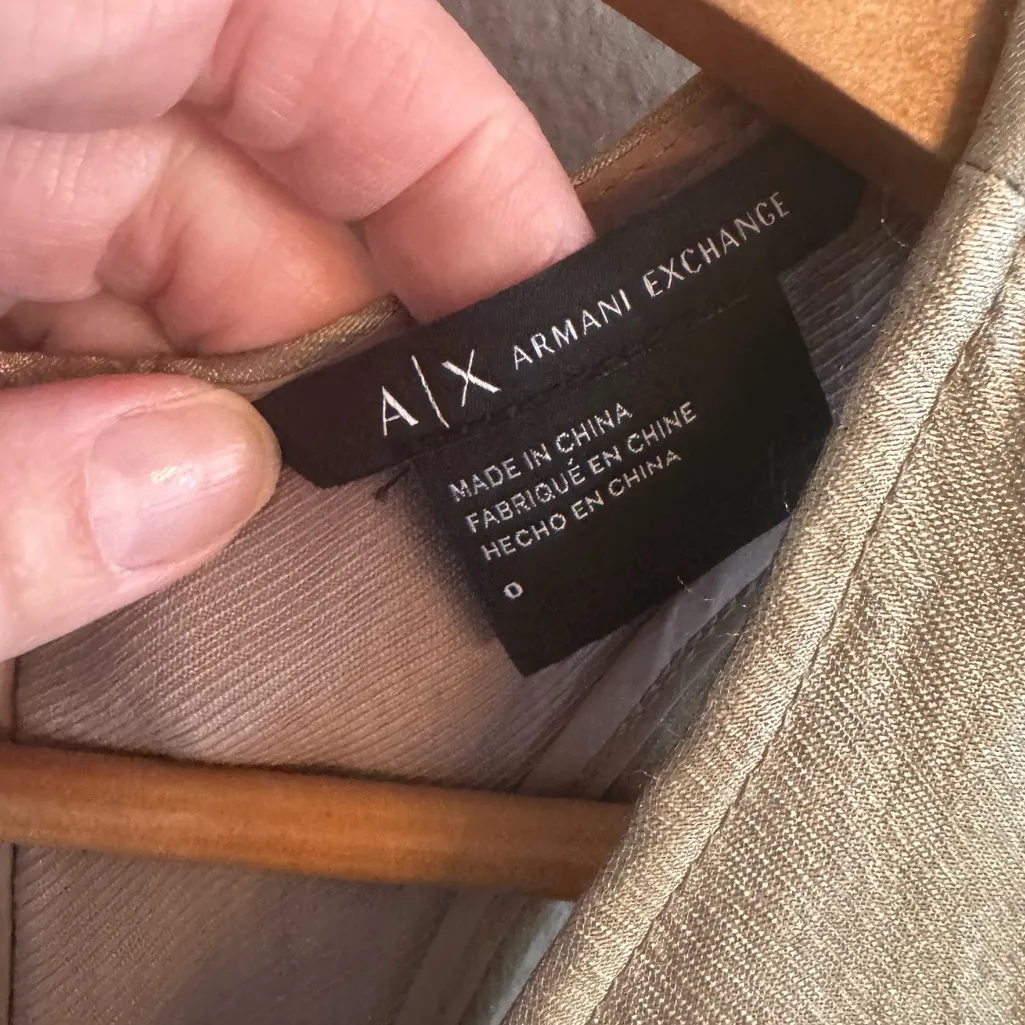 A|X ARMANI EXCHANGE
MADE IN CHINA
FABRIQUÉ EN CHINE
HECHO EN CHINA
0